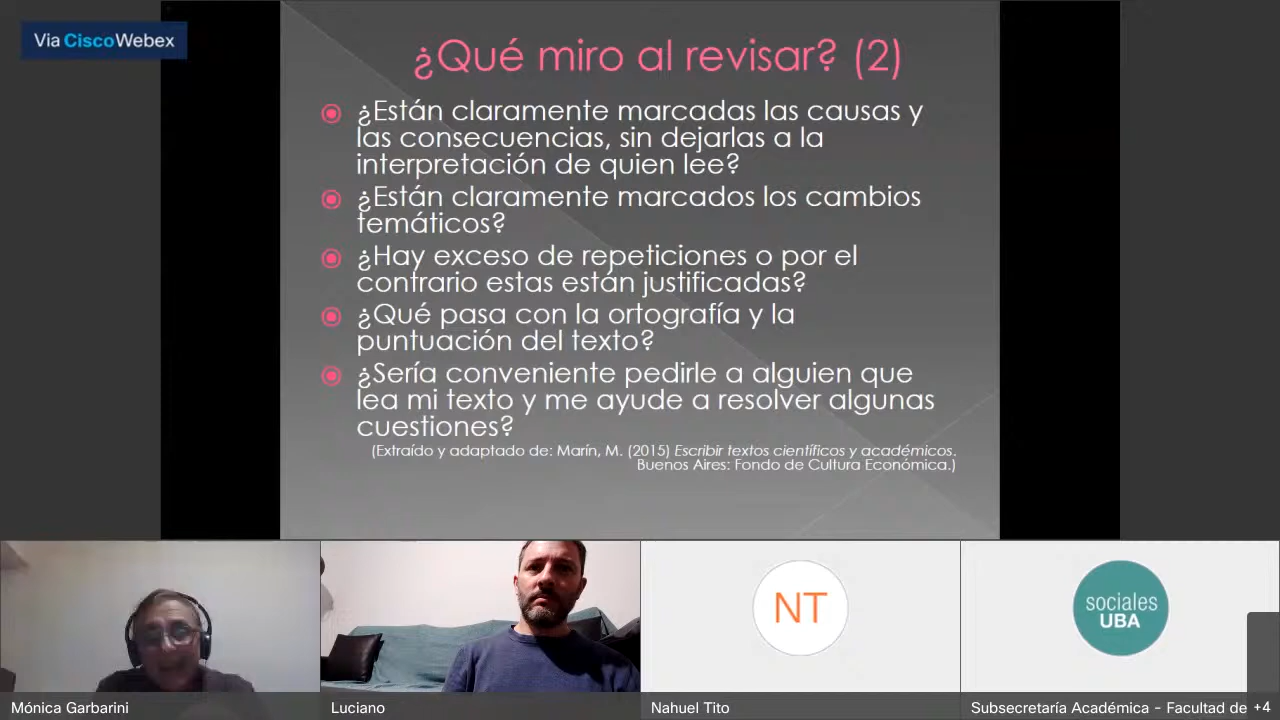 Via CiscoWebex
¿Qué miro al revisar? (2)
¿Están claramente marcadas las causas y
las consecuencias, sin dejarlas a la
interpretación de quien lee?
¿Están claramente marcados los cambios
temáticos?
¿Hay exceso de repeticiones o por el
contrario estas están justificadas?
¿Qué pasa con la ortografía y la
puntuación del texto?
¿Sería conveniente pedirle a alguien que
lea mi texto y me ayude a resolver algunas
cuestiones?
(Extraído y adaptado de: Marín, M. (2015) Escribir textos científicos y académicos.
Buenos Aires: Fondo de Cultura Económica.)
NT
sociales
UBA
Mónica Garbarini
Luciano
Nahuel Tito
Subsecretaría Académica - Facultad de +4